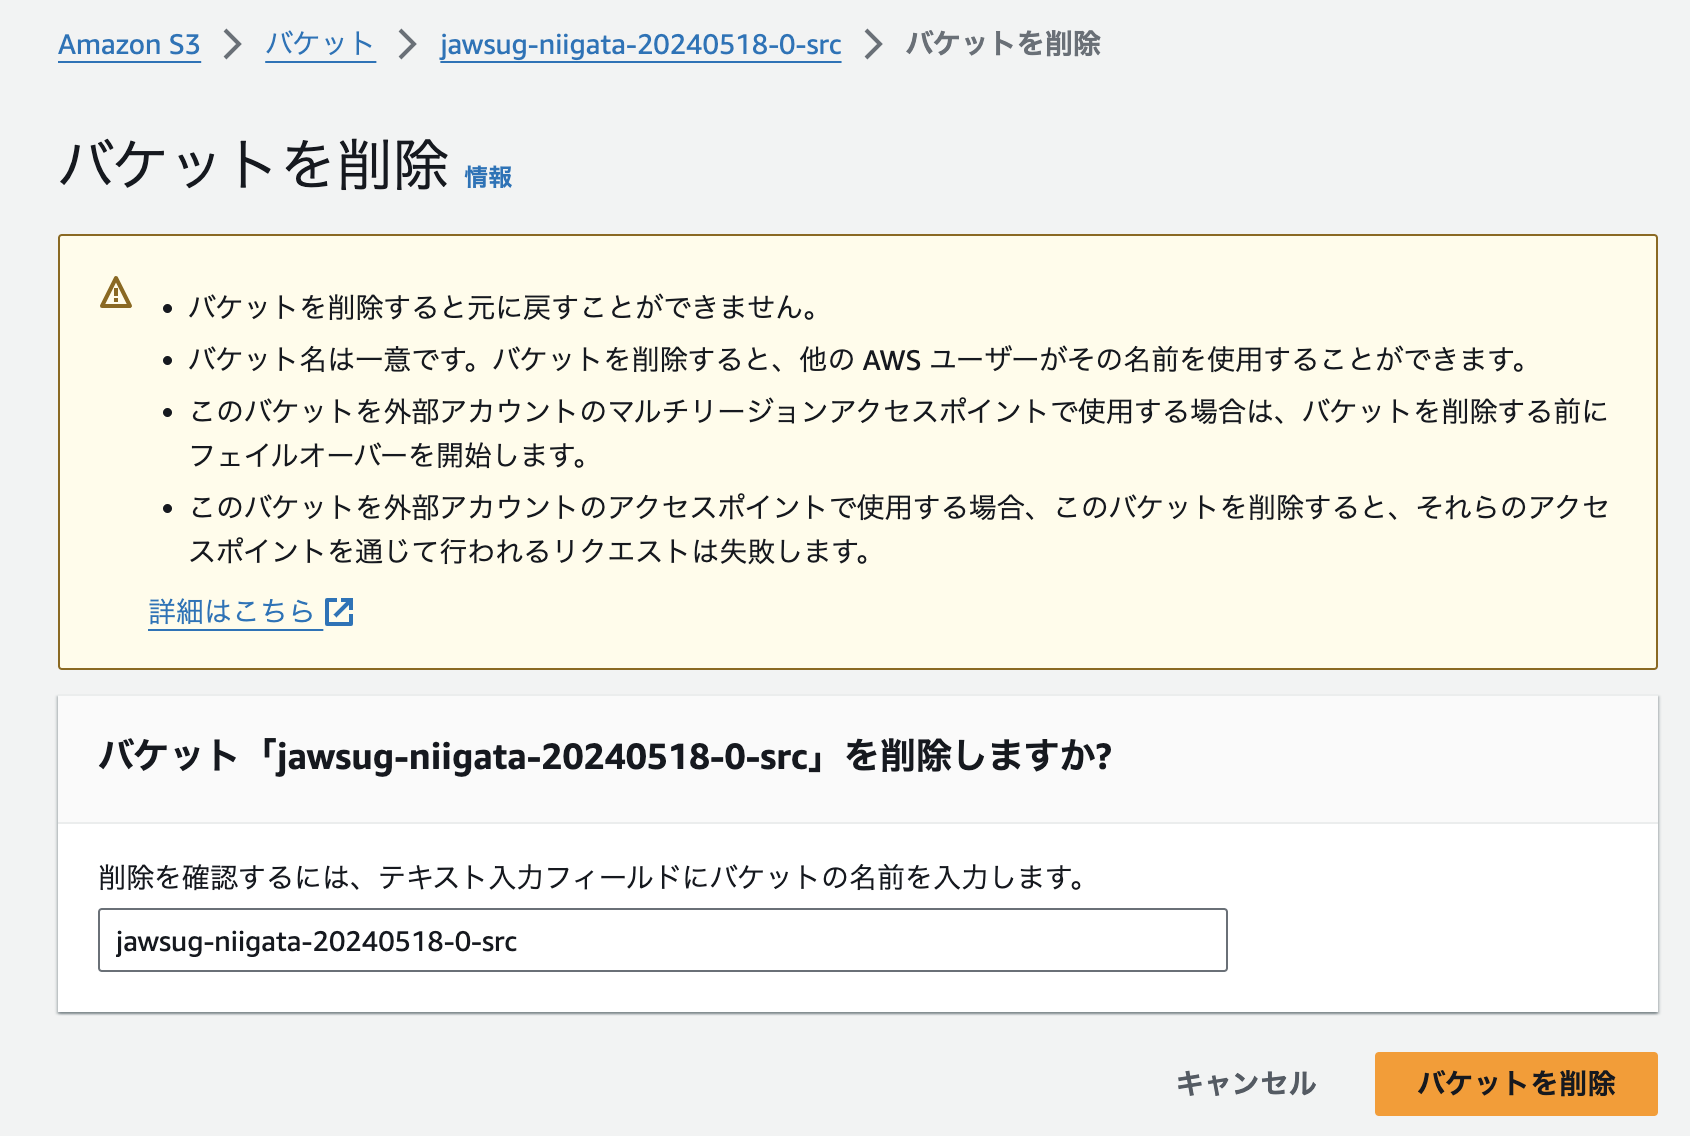 Amazon S3 > バケット > jawsug-niigata-20240518-0-src > バケットを削除
バケットを削除 情報
• バケットを削除すると元に戻すことができません。
• バケット名は一意です。バケットを削除すると、他の AWS ユーザーがその名前を使用することができます。
• このバケットを外部アカウントのマルチリージョンアクセスポイントで使用する場合は、バケットを削除する前に
フェイルオーバーを開始します。
• このバケットを外部アカウントのアクセスポイントで使用する場合、このバケットを削除すると、それらのアクセ
スポイントを通じて行われるリクエストは失敗します。
詳細はこちら
バケット「jawsug-niigata-20240518-0-src」を削除しますか?
削除を確認するには、テキスト入力フィールドにバケットの名前を入力します。
jawsug-niigata-20240518-0-src
キャンセル バケットを削除